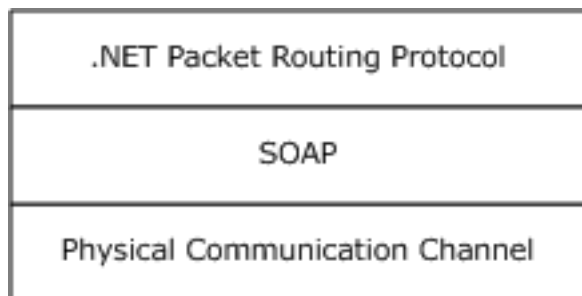 .NET Packet Routing Protocol
SOAP
Physical Communication Channel